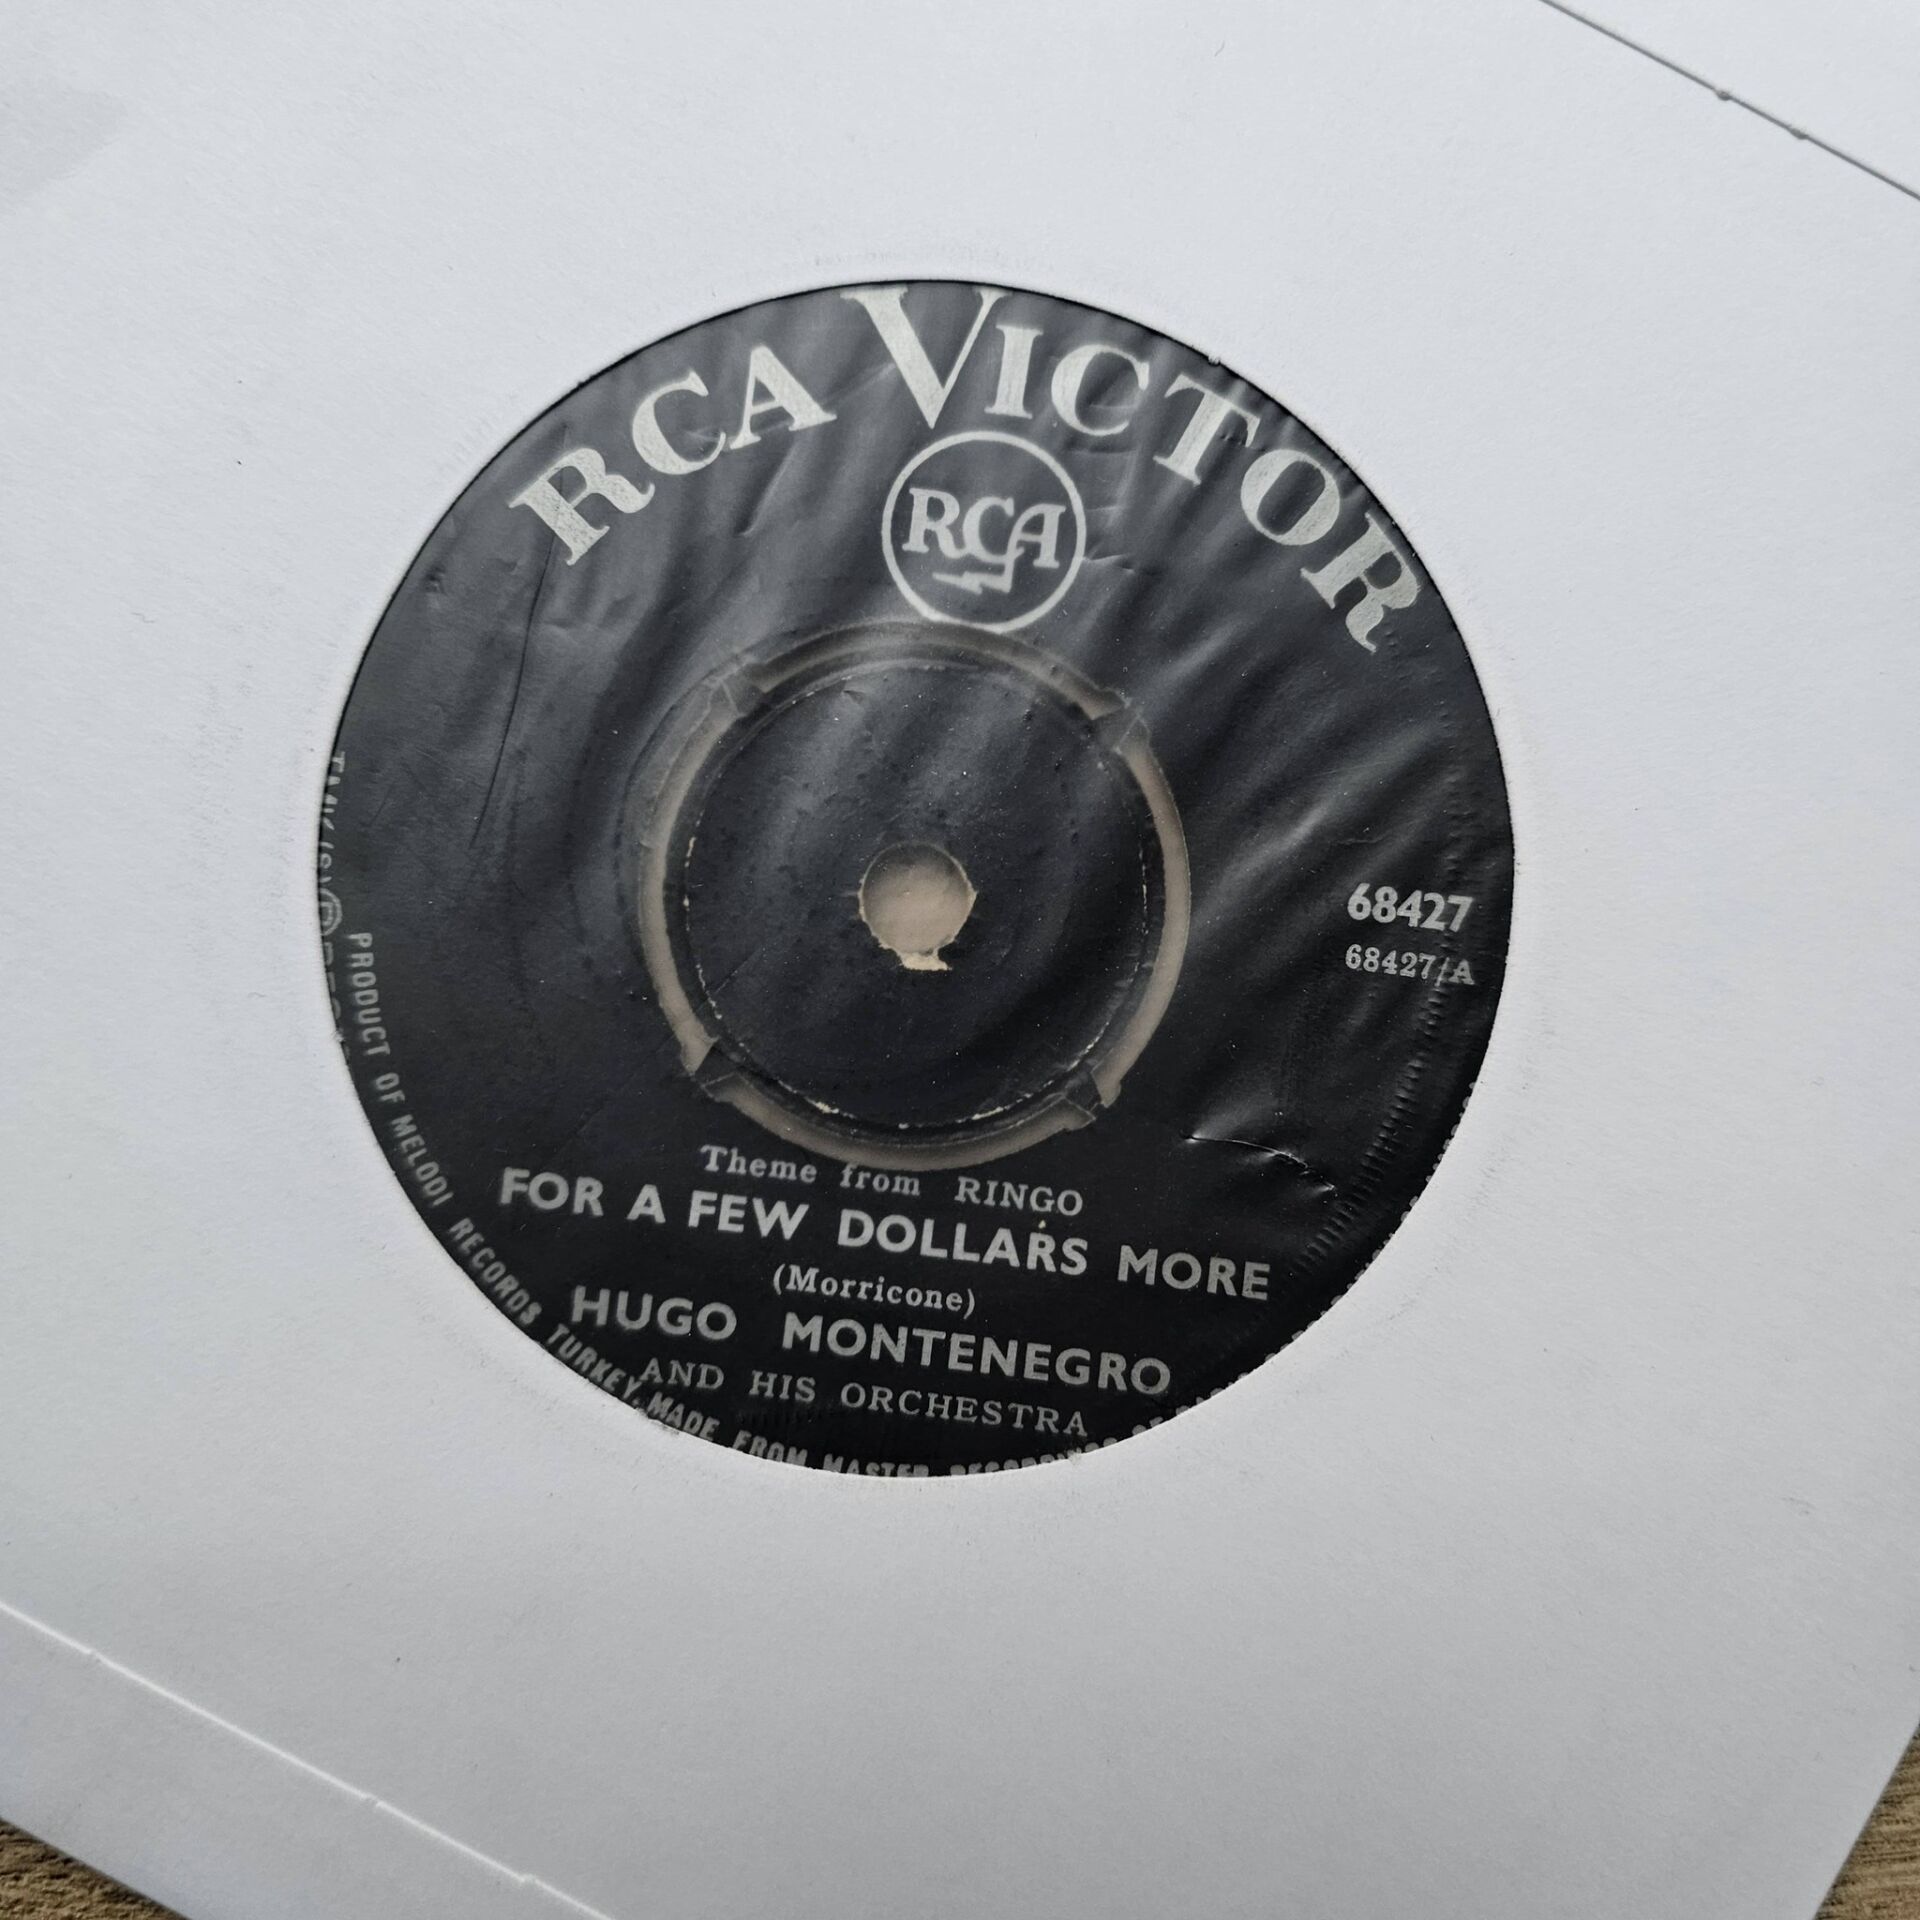 RCA VICTOR
RCA
68427
68427/A
Theme from RINGO
FOR A FEW DOLLARS MORE
(Morricone)
HUGO MONTENEGRO
AND HIS ORCHESTRA
PRODUCT OF MELODI RECORDS TURKEY. MADE FROM MASTER